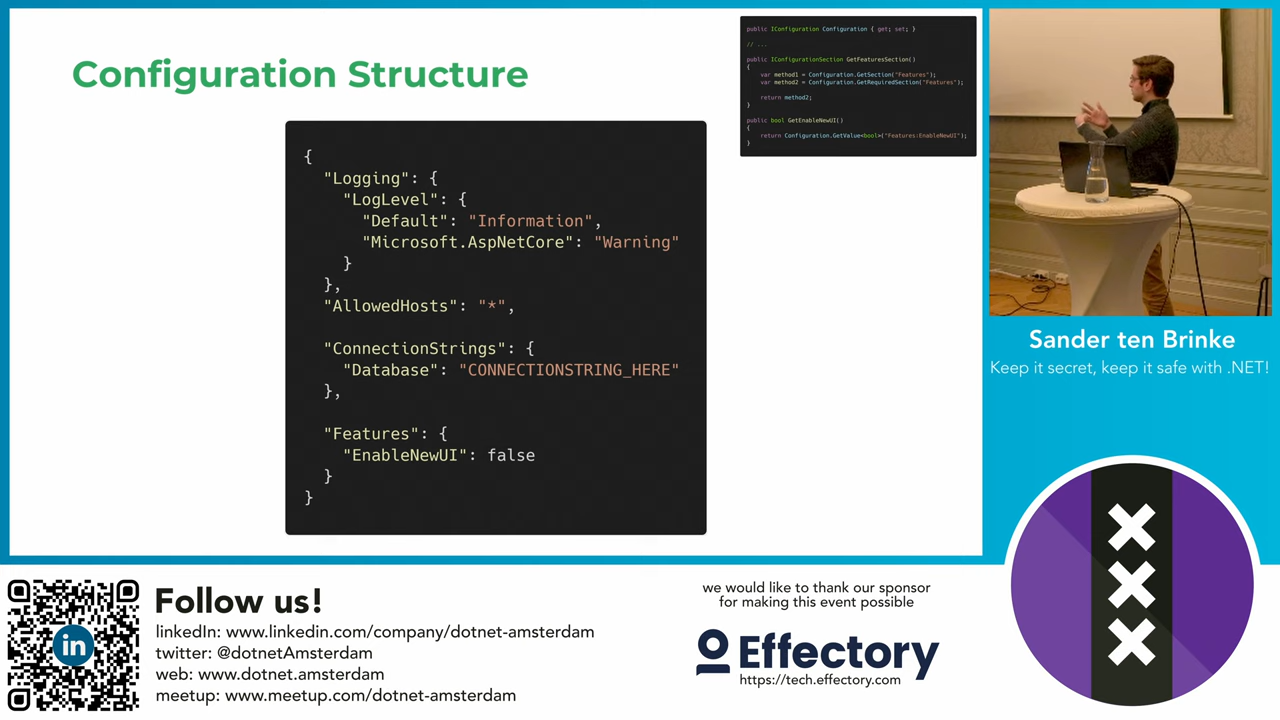 Configuration Structure
{
"Logging": {
"LogLevel": {
"Default": "Information",
"Microsoft.AspNetCore": "Warning"
}
},
"AllowedHosts": "*",
"ConnectionStrings": {
"Database": "CONNECTIONSTRING_HERE"
},
"Features": {
"EnableNewUI": false
}
}
public IConfiguration Configuration { get; set; }
// ...
public IConfigurationSection GetFeaturesSection()
{
var method1 = Configuration.GetSection("Features");
var method2 = Configuration.GetRequiredSection("Features");
return method2;
}
public bool GetEnableNewUI()
{
return Configuration.GetValue<bool>("Features:EnableNewUI");
}
Sander ten Brinke
Keep it secret, keep it safe with .NET!
in
Follow us!
linkedIn: www.linkedin.com/company/dotnet-amsterdam
twitter: @dotnetAmsterdam
web: www.dotnet.amsterdam
meetup: www.meetup.com/dotnet-amsterdam
we would like to thank our sponsor
for making this event possible
Effectory
https://tech.effectory.com